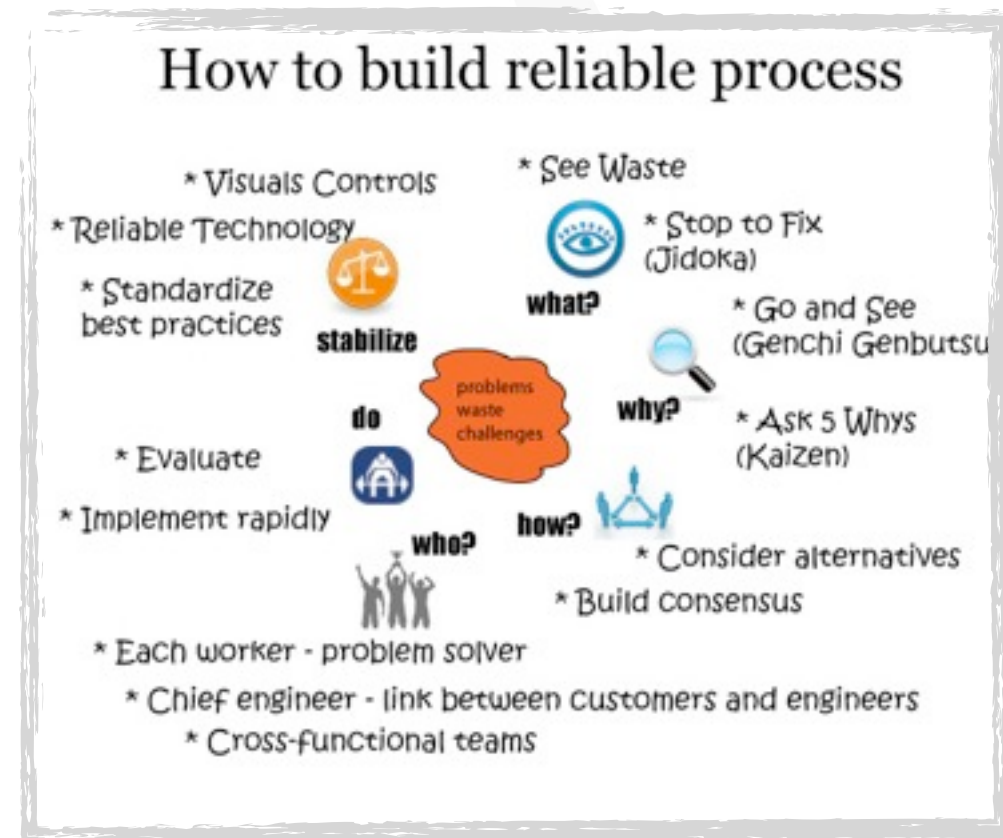 How to build reliable process
* See Waste
* Visuals Controls
* Stop to Fix
(Jidoka)
* Reliable Technology
* Standardize
best practices
what?
* Go and See
(Genchi Genbutsu
stabilize
problems
waste
challenges
why?
* Ask 5 Whys
(Kaizen)
do
* Evaluate
* Implement rapidly
how?
who?
* Consider alternatives
* Build consensus
* Each worker - problem solver
* Chief engineer - link between customers and engineers
* Cross-functional teams